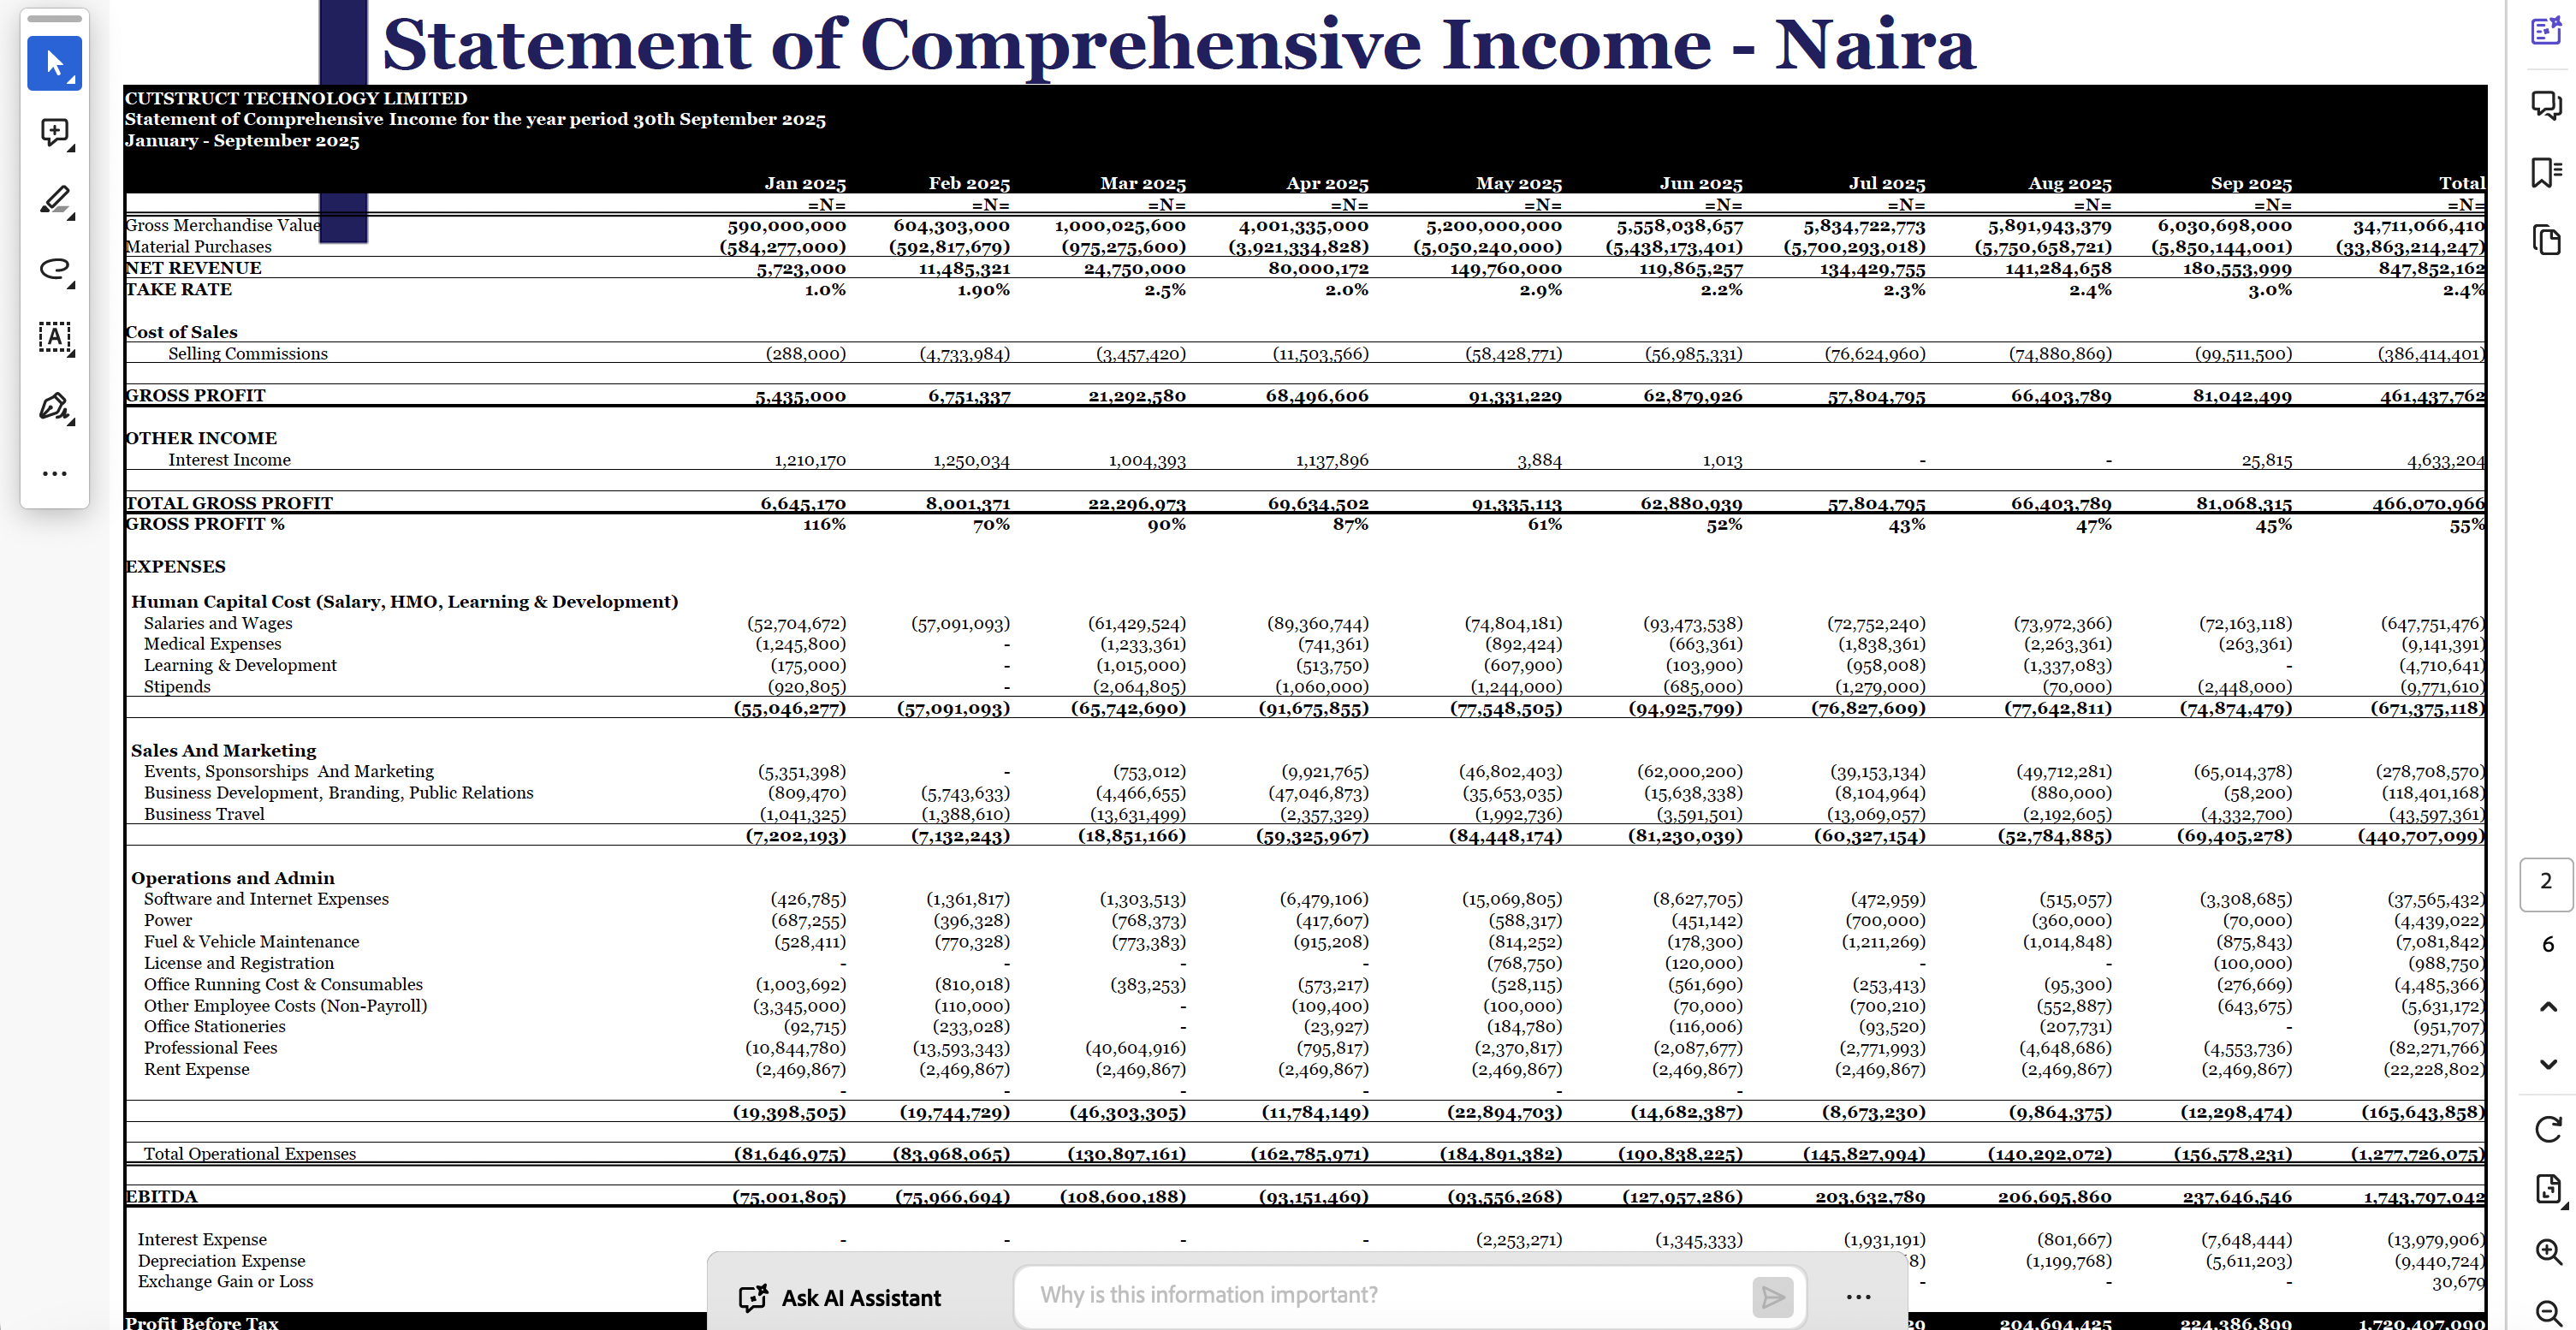 Statement of Comprehensive Income - Naira
CUTSTRUCT TECHNOLOGY LIMITED
Statement of Comprehensive Income for the year period 30th September 2025
January - September 2025
Jan 2025 Feb 2025 Mar 2025 Apr 2025 May 2025 Jun 2025 Jul 2025 Aug 2025 Sep 2025 Total
=N= =N= =N= =N= =N= =N= =N= =N= =N= =N=
Gross Merchandise Value 590,000,000 604,303,000 1,000,025,600 4,001,335,000 5,200,000,000 5,558,038,657 5,834,722,773 5,891,943,379 6,030,698,000 34,711,066,410
Material Purchases (584,277,000) (592,817,679) (975,275,600) (3,921,334,828) (5,050,240,000) (5,438,173,401) (5,700,293,018) (5,750,658,721) (5,850,144,001) (33,863,214,247)
NET REVENUE 5,723,000 11,485,321 24,750,000 80,000,172 149,760,000 119,865,257 134,429,755 141,284,658 180,553,999 847,852,162
TAKE RATE 1.0% 1.90% 2.5% 2.0% 2.9% 2.2% 2.3% 2.4% 3.0% 2.4%
Cost of Sales
Selling Commissions (288,000) (4,733,984) (3,457,420) (11,503,566) (58,428,771) (56,985,331) (76,624,960) (74,880,869) (99,511,500) (386,414,401)
GROSS PROFIT 5,435,000 6,751,337 21,292,580 68,496,606 91,331,229 62,879,926 57,804,795 66,403,789 81,042,499 461,437,762
OTHER INCOME
Interest Income 1,210,170 1,250,034 1,004,393 1,137,896 3,884 1,013 - - 25,815 4,633,204
TOTAL GROSS PROFIT 6,645,170 8,001,371 22,296,973 69,634,502 91,335,113 62,880,939 57,804,795 66,403,789 81,068,315 466,070,966
GROSS PROFIT % 116% 70% 90% 87% 61% 52% 43% 47% 45% 55%
EXPENSES
Human Capital Cost (Salary, HMO, Learning & Development)
Salaries and Wages (52,704,672) (57,091,093) (61,429,524) (89,360,744) (74,804,181) (93,473,538) (72,752,240) (73,972,366) (72,163,118) (647,751,476)
Medical Expenses (1,245,800) - (1,233,361) (741,361) (892,424) (663,361) (1,838,361) (2,263,361) (263,361) (9,141,391)
Learning & Development (175,000) - (1,015,000) (513,750) (607,900) (103,900) (958,008) (1,337,083) - (4,710,641)
Stipends (920,805) - (2,064,805) (1,060,000) (1,244,000) (685,000) (1,279,000) (70,000) (2,448,000) (9,771,610)
(55,046,277) (57,091,093) (65,742,690) (91,675,855) (77,548,505) (94,925,799) (76,827,609) (77,642,811) (74,874,479) (671,375,118)
Sales And Marketing
Events, Sponsorships And Marketing (5,351,398) - (753,012) (9,921,765) (46,802,403) (62,000,200) (39,153,134) (49,712,281) (65,014,378) (278,708,570)
Business Development, Branding, Public Relations (809,470) (5,743,633) (4,466,655) (47,046,873) (35,653,035) (15,638,338) (8,104,964) (880,000) (58,200) (118,401,168)
Business Travel (1,041,325) (1,388,610) (13,631,499) (2,357,329) (1,992,736) (3,591,501) (13,069,057) (2,192,605) (4,332,700) (43,597,361)
(7,202,193) (7,132,243) (18,851,166) (59,325,967) (84,448,174) (81,230,039) (60,327,154) (52,784,885) (69,405,278) (440,707,099)
Operations and Admin
Software and Internet Expenses (426,785) (1,361,817) (1,303,513) (6,479,106) (15,069,805) (8,627,705) (472,959) (515,057) (3,308,685) (37,565,432)
Power (687,255) (396,328) (768,373) (417,607) (588,317) (451,142) (700,000) (360,000) (70,000) (4,439,022)
Fuel & Vehicle Maintenance (528,411) (770,328) (773,383) (915,208) (814,252) (178,300) (1,211,269) (1,014,848) (875,843) (7,081,842)
License and Registration - - - - (768,750) (120,000) - - (100,000) (988,750)
Office Running Cost & Consumables (1,003,692) (810,018) (383,253) (573,217) (528,115) (561,690) (253,413) (95,300) (276,669) (4,485,366)
Other Employee Costs (Non-Payroll) (3,345,000) (110,000) - (109,400) (100,000) (70,000) (700,210) (552,887) (643,675) (5,631,172)
Office Stationeries (92,715) (233,028) - (23,927) (184,780) (116,006) (93,520) (207,731) - (951,707)
Professional Fees (10,844,780) (13,593,343) (40,604,916) (795,817) (2,370,817) (2,087,677) (2,771,993) (4,648,686) (4,553,736) (82,271,766)
Rent Expense (2,469,867) (2,469,867) (2,469,867) (2,469,867) (2,469,867) (2,469,867) (2,469,867) (2,469,867) (2,469,867) (22,228,802)
- - - - - -
(19,398,505) (19,744,729) (46,303,305) (11,784,149) (22,894,703) (14,682,387) (8,673,230) (9,864,375) (12,298,474) (165,643,858)
Total Operational Expenses (81,646,975) (83,968,065) (130,897,161) (162,785,971) (184,891,382) (190,838,225) (145,827,994) (140,292,072) (156,578,231) (1,277,726,075)
EBITDA (75,001,805) (75,966,694) (108,600,188) (93,151,469) (93,556,268) (127,957,286) 203,632,789 206,695,860 237,646,546 1,743,797,042
Interest Expense - - - - (2,253,271) (1,345,333) (1,931,191) (801,667) (7,648,444) (13,979,906)
Depreciation Expense 8) (1,199,768) (5,611,203) (9,440,724)
Exchange Gain or Loss - - - 30,679
Profit Before Tax 29 204,694,425 224,386,899 1,720,407,090
Ask AI Assistant
Why is this information important?
2
6